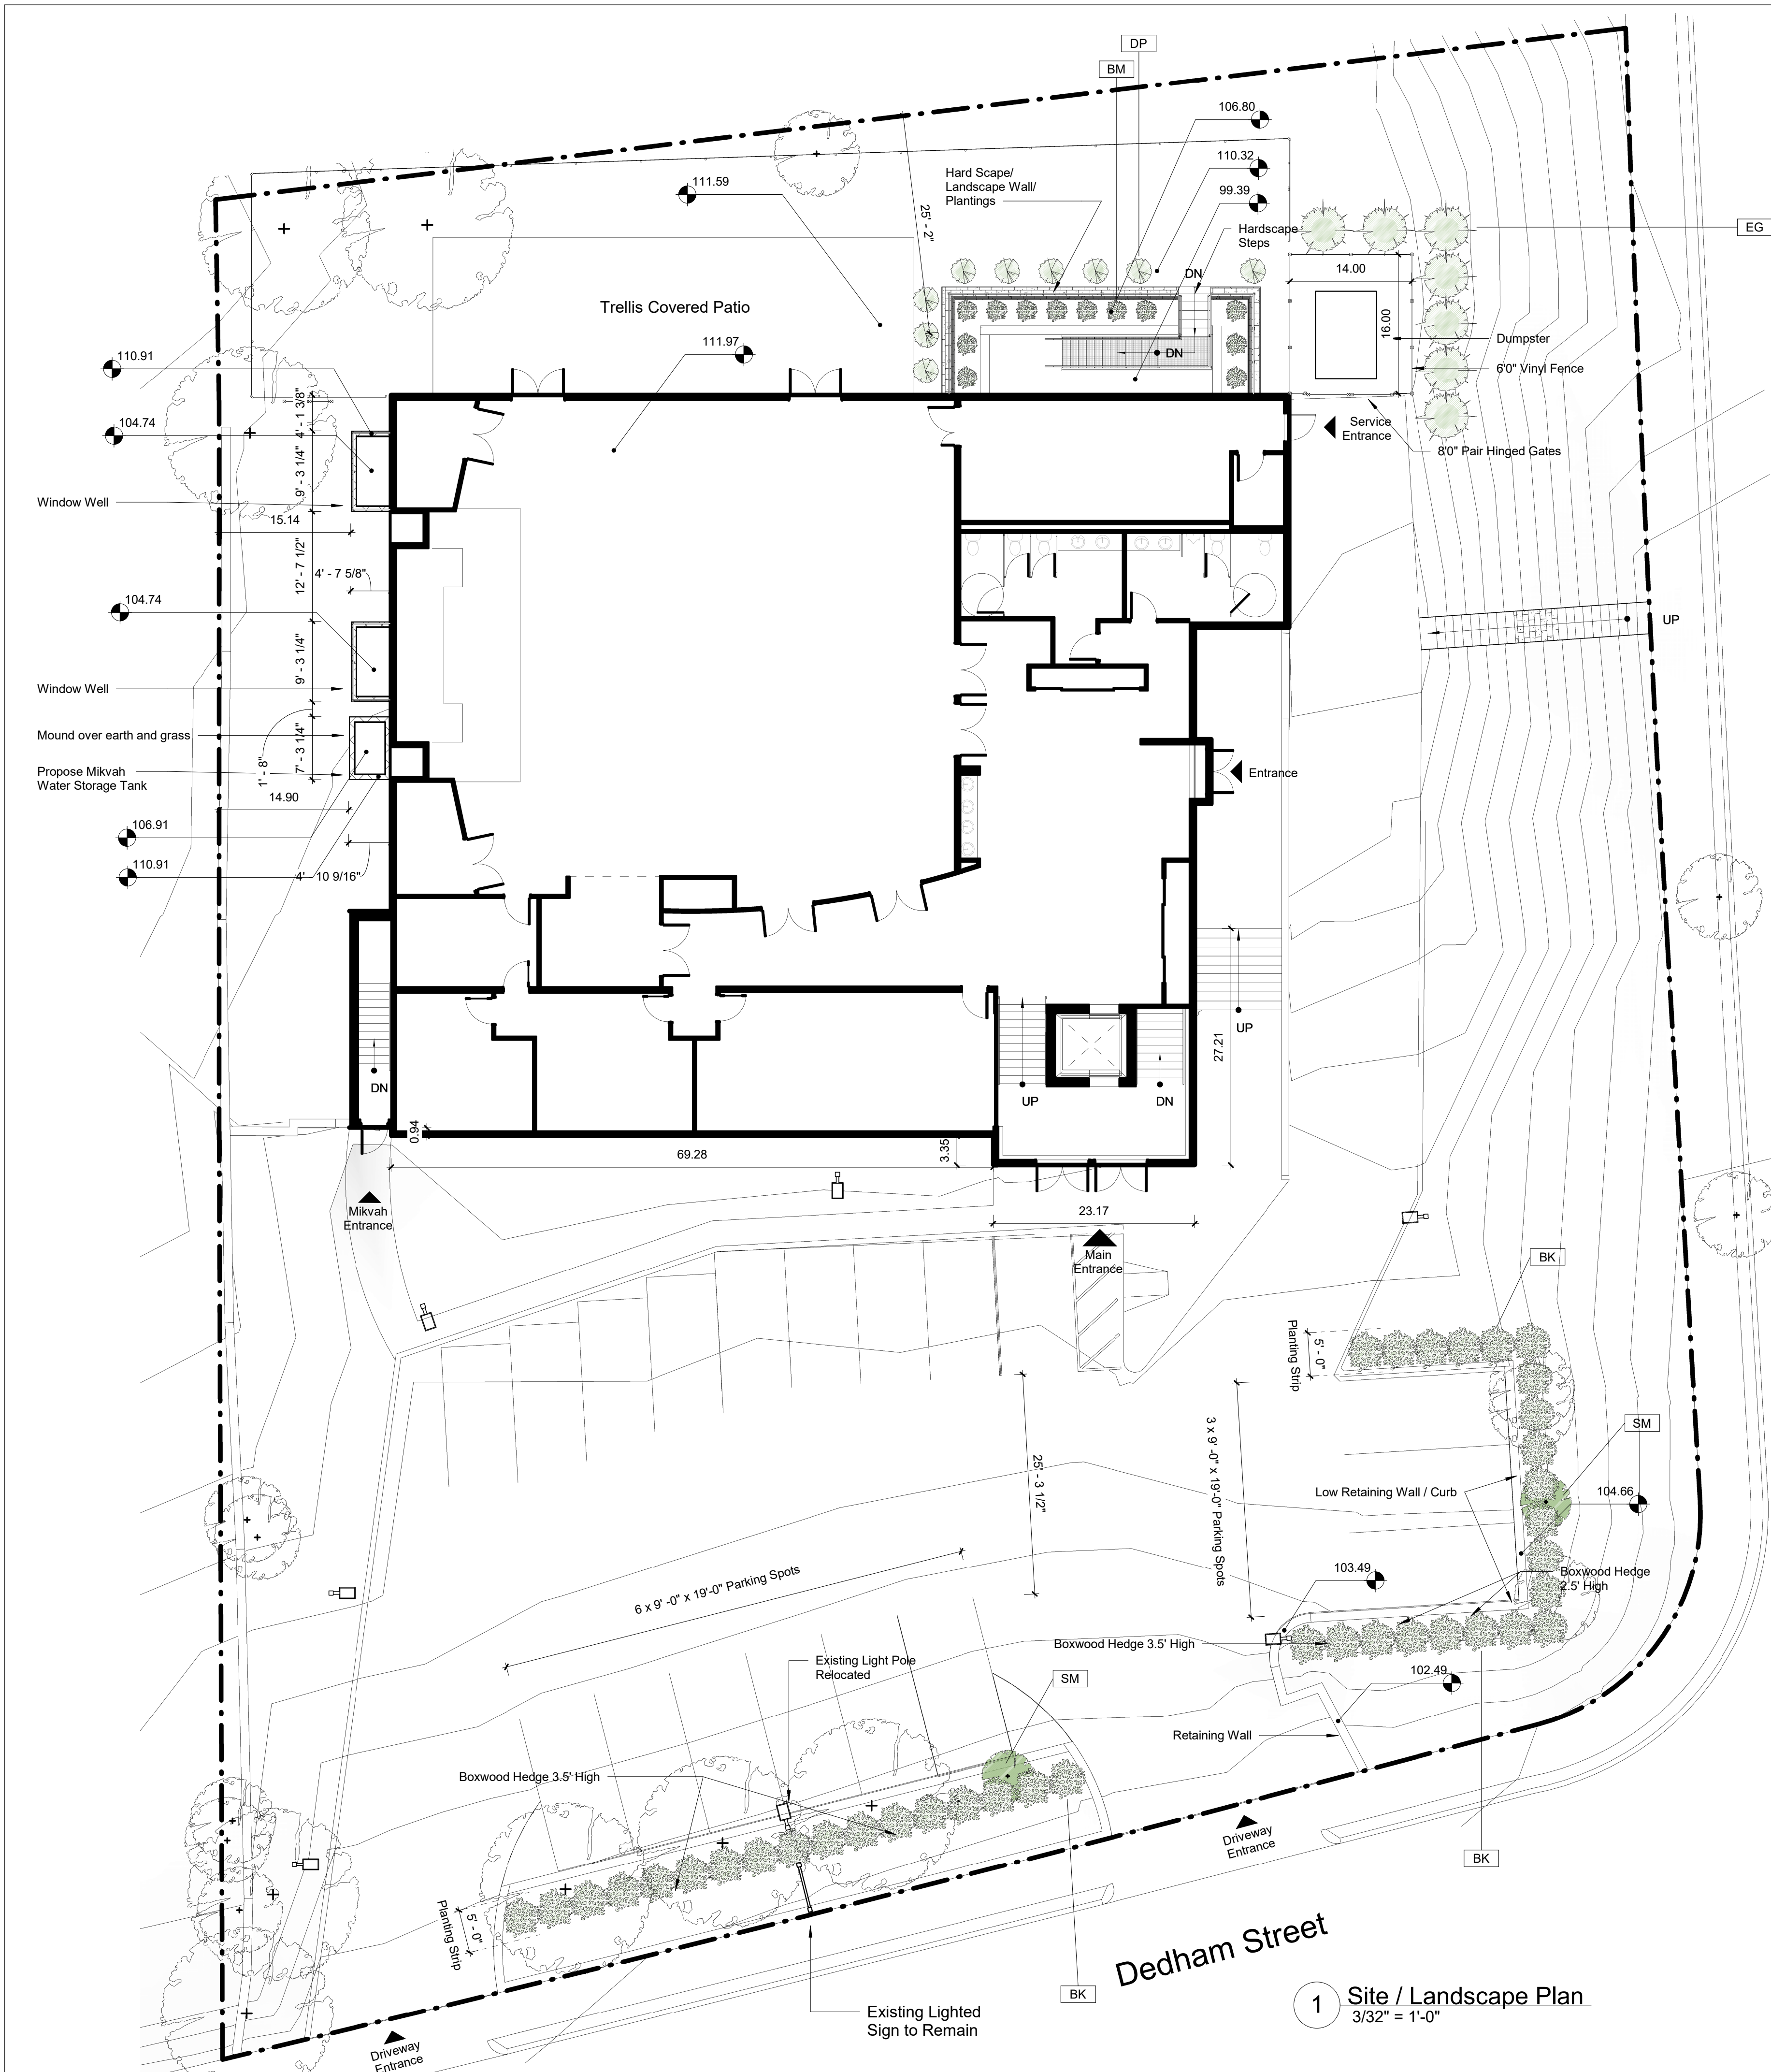 DP
BM
106.80
110.32
99.39
111.59
Hard Scape/
Landscape Wall/
Plantings
25' - 2"
Hardscape
Steps
EG
DN
14.00
16.00
Trellis Covered Patio
111.97
DN
Dumpster
6'0" Vinyl Fence
110.91
4' - 1 3/8"
104.74
Service
Entrance
8'0" Pair Hinged Gates
9' - 3 1/4"
Window Well
15.14
12' - 7 1/2"
4' - 7 5/8"
104.74
UP
9' - 3 1/4"
Window Well
Mound over earth and grass
7' - 3 1/4"
1' - 8"
Propose Mikvah
Water Storage Tank
Entrance
14.90
106.91
110.91
4' - 10 9/16"
UP
27.21
DN
UP
DN
0.94
3.35
69.28
Mikvah
Entrance
23.17
Main
Entrance
BK
Planting Strip
5' - 0"
3 x 9' -0" x 19'-0" Parking Spots
SM
25' - 3 1/2"
Low Retaining Wall / Curb
104.66
103.49
Boxwood Hedge
2.5' High
6 x 9' -0" x 19'-0" Parking Spots
Boxwood Hedge 3.5' High
Existing Light Pole
Relocated
SM
102.49
Retaining Wall
Boxwood Hedge 3.5' High
Driveway
Entrance
BK
Planting Strip
5' - 0"
Dedham Street
BK
Existing Lighted
Sign to Remain
1
Site / Landscape Plan
3/32" = 1'-0"
Driveway
Entrance